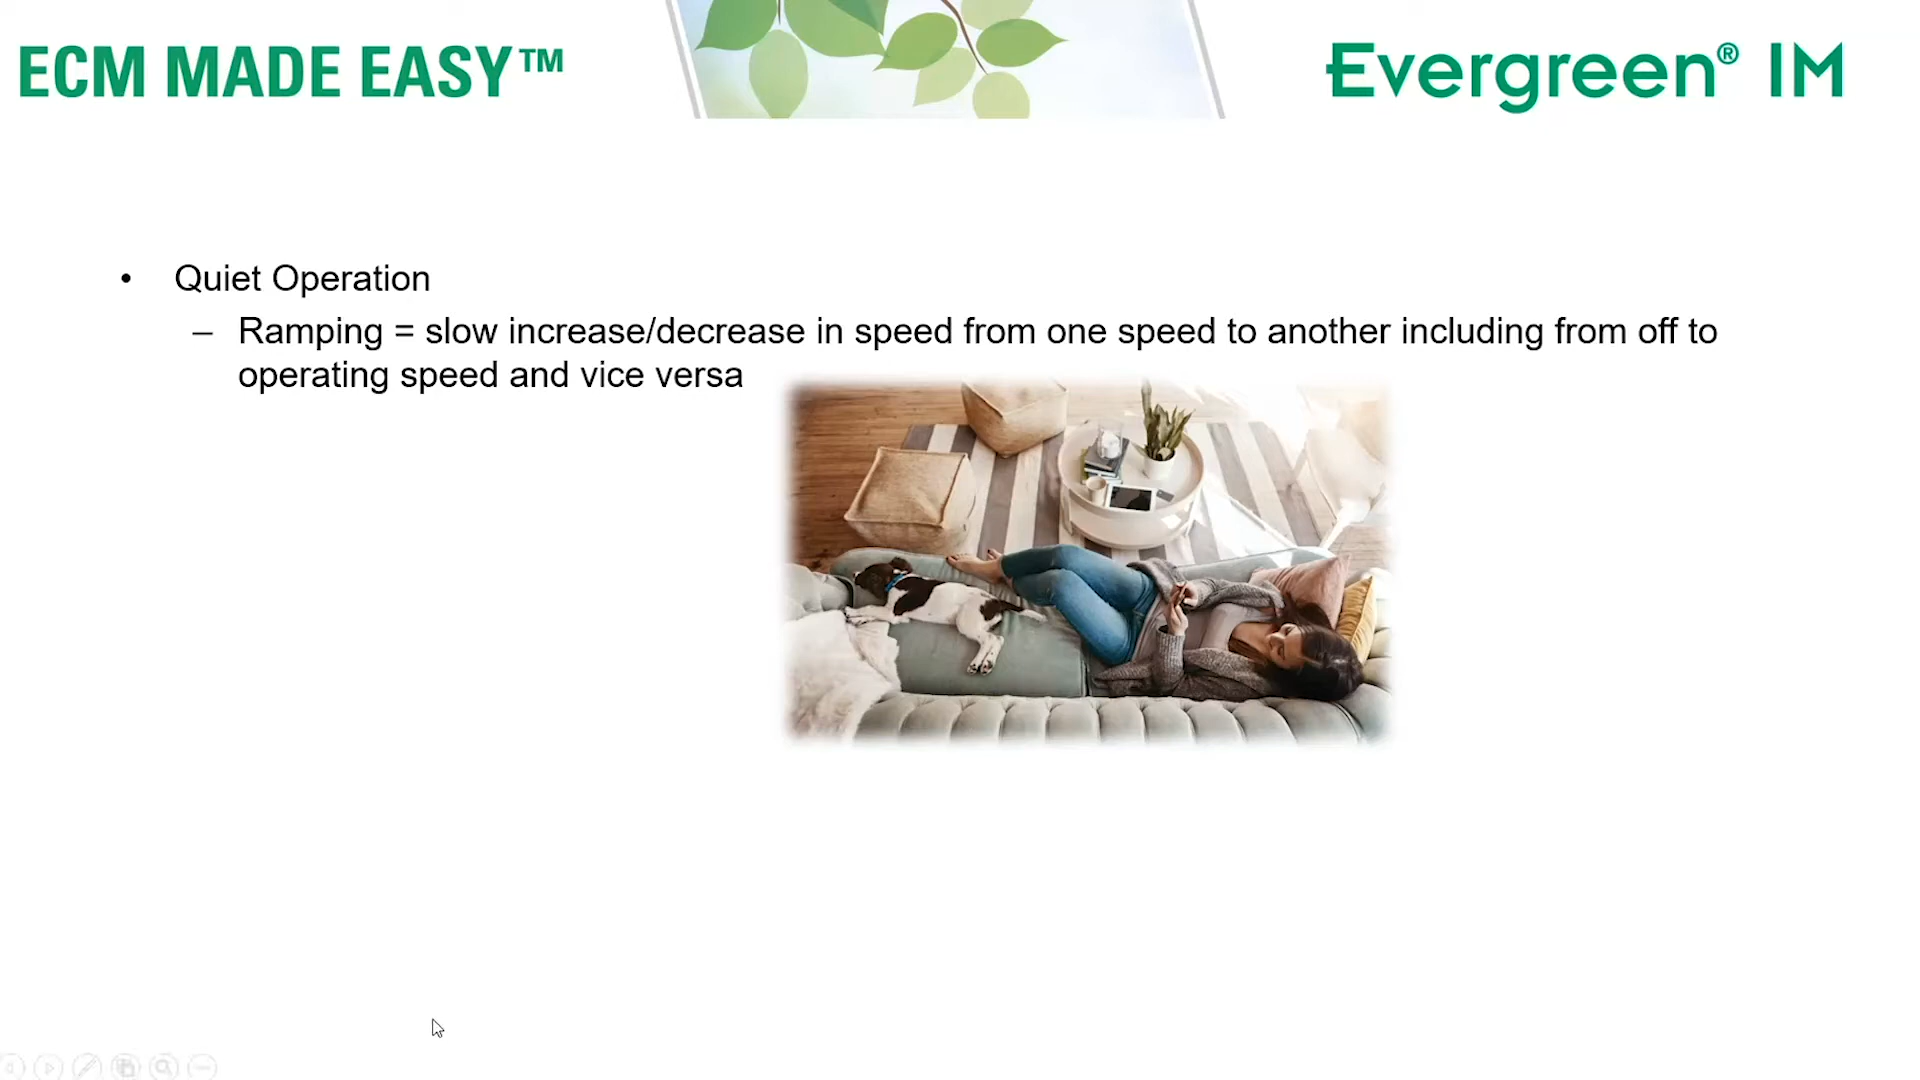 ECM MADE EASY™
Evergreen® IM
• Quiet Operation
– Ramping = slow increase/decrease in speed from one speed to another including from off to
operating speed and vice versa